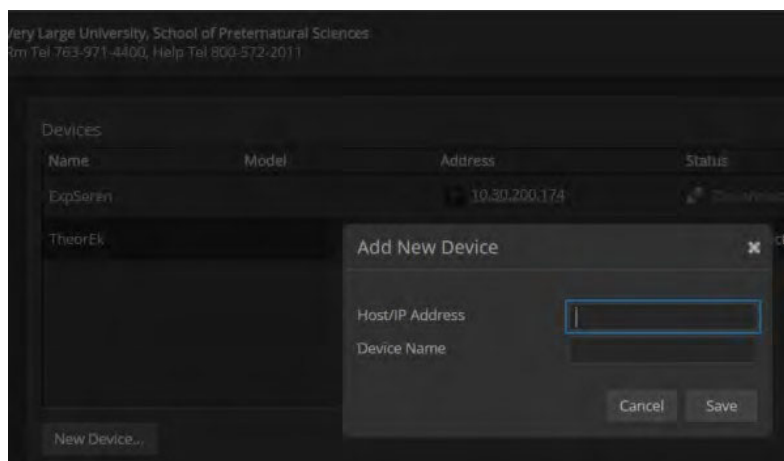 Very Large University, School of Preternatural Sciences
Rm Tel 763-971-4400, Help Tel 800-572-2011
Devices
Name Model Address Status
ExpSeren 10.30.200.174
TheorEk
Add New Device
Host/IP Address
Device Name
Cancel Save
New Device...